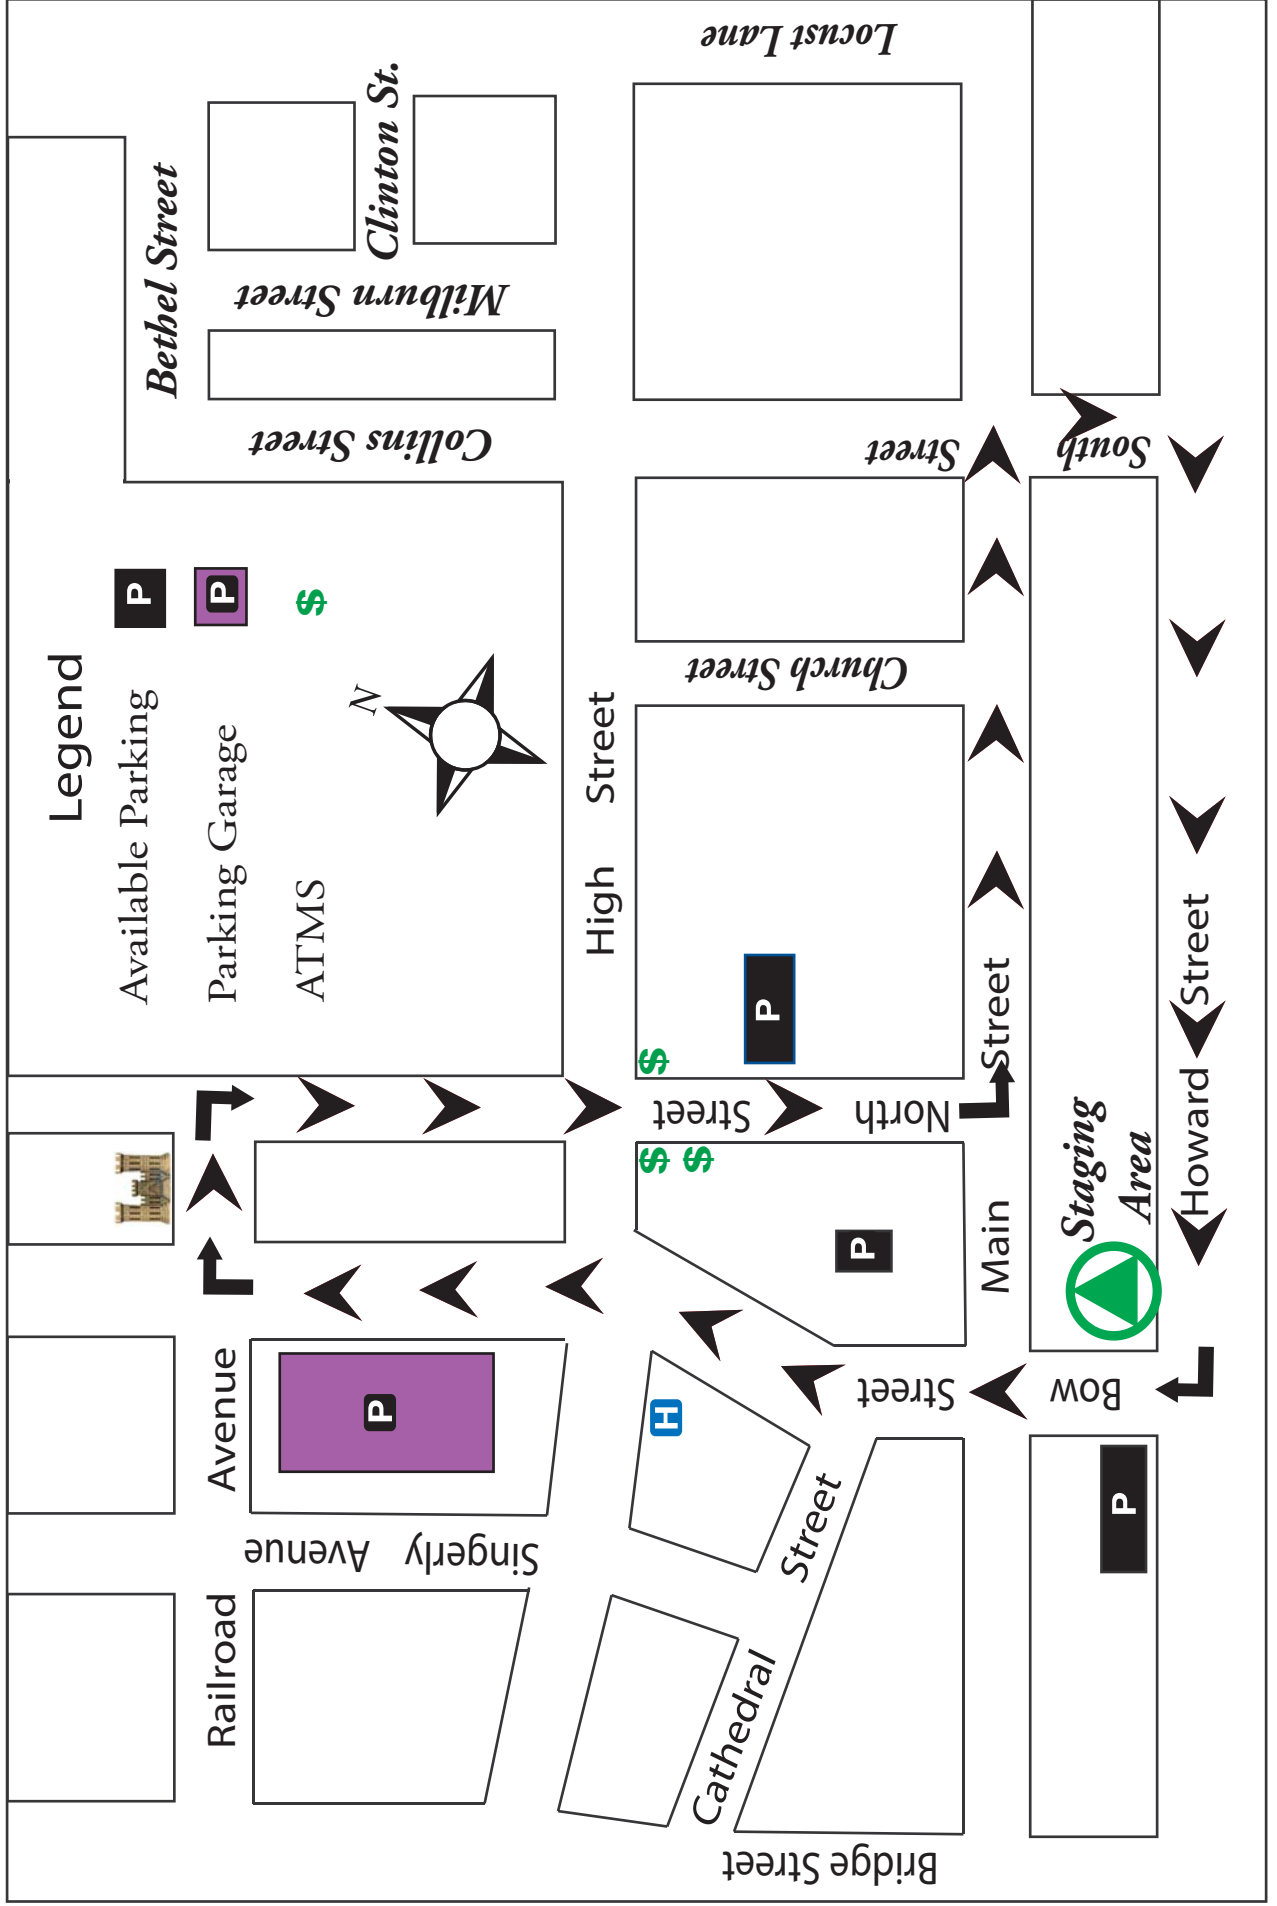 Legend
Available Parking P
Parking Garage P
ATMS $
N
Bethel Street
Clinton St.
Milburn Street
Collins Street
Locust Lane
High Street
Church Street
South Street
North Street
Main Street
Howard Street
Staging
Area
Bow Street
Railroad Avenue
Singerly Avenue
Cathedral Street
Bridge Street
$
$
$
P
P
P
P
H